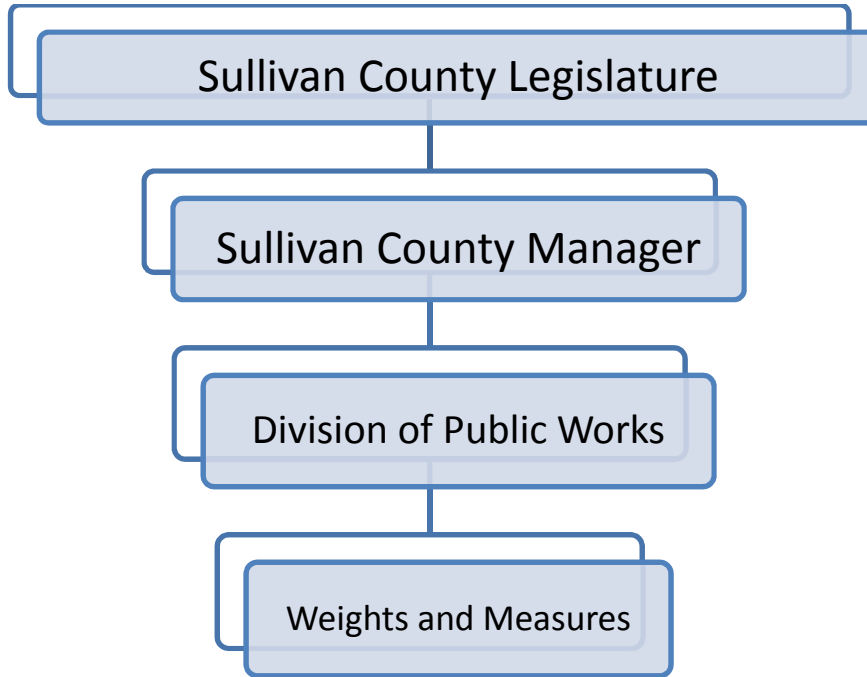 Sullivan County Legislature
Sullivan County Manager
Division of Public Works
Weights and Measures